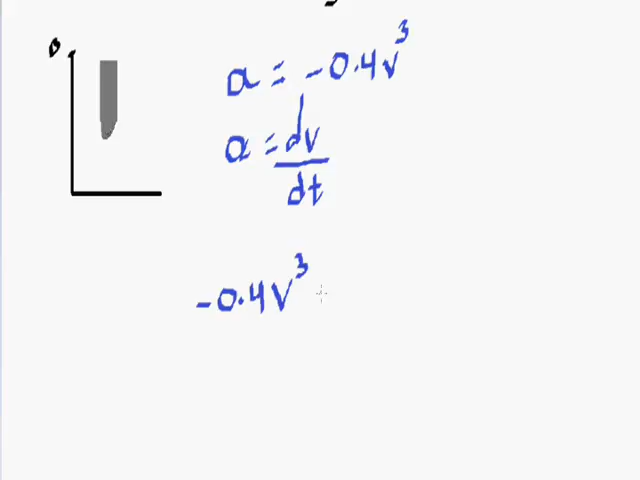 a = -0.4v³
a = dv
dt
-0.4v³